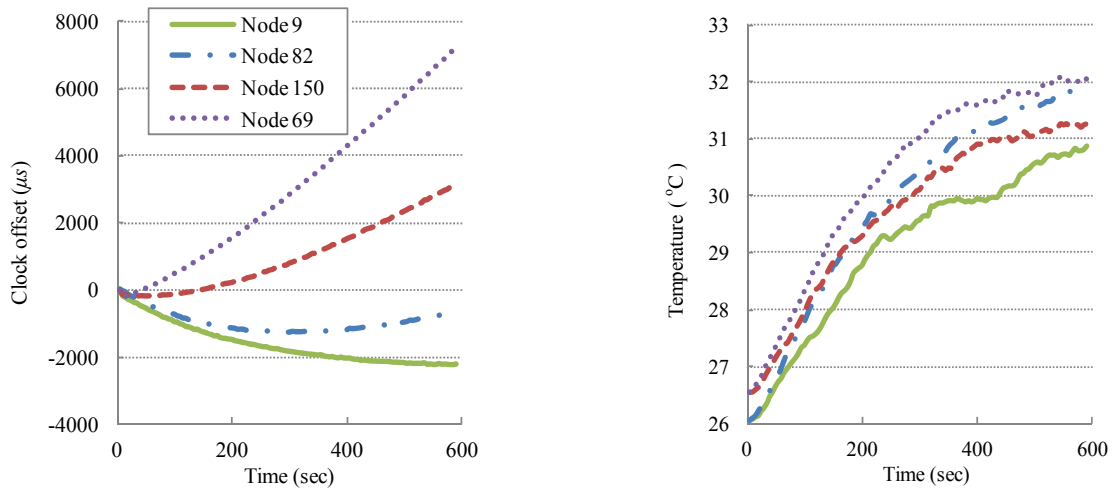 8000
6000
4000
2000
0
-2000
-4000
Clock offset (μs)
Node 9
Node 82
Node 150
Node 69
0
200
400
600
Time (sec)
33
32
31
30
29
28
27
26
Temperature ( °C)
0
200
400
600
Time (sec)